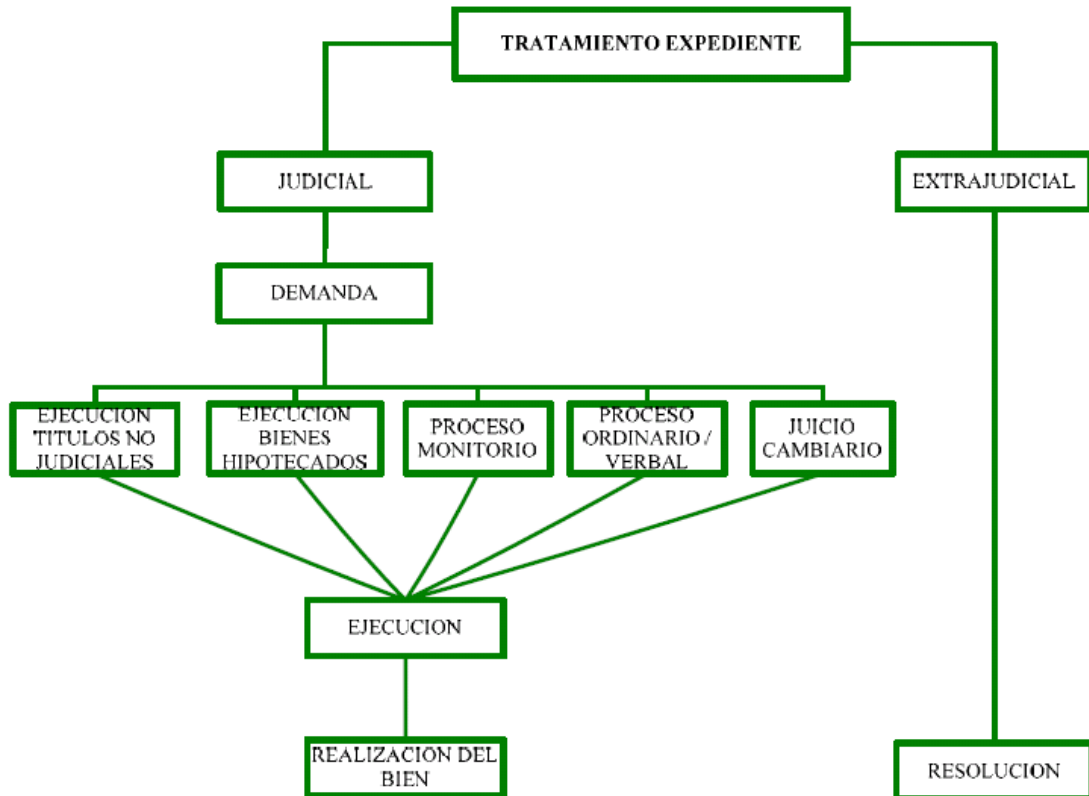 TRATAMIENTO EXPEDIENTE
JUDICIAL
EXTRAJUDICIAL
DEMANDA
EJECUCION
TITULOS NO
JUDICIALES
EJECUCION
BIENES
HIPOTECADOS
PROCESO
MONITORIO
PROCESO
ORDINARIO /
VERBAL
JUICIO
CAMBIARIO
EJECUCION
REALIZACION DEL
BIEN
RESOLUCION